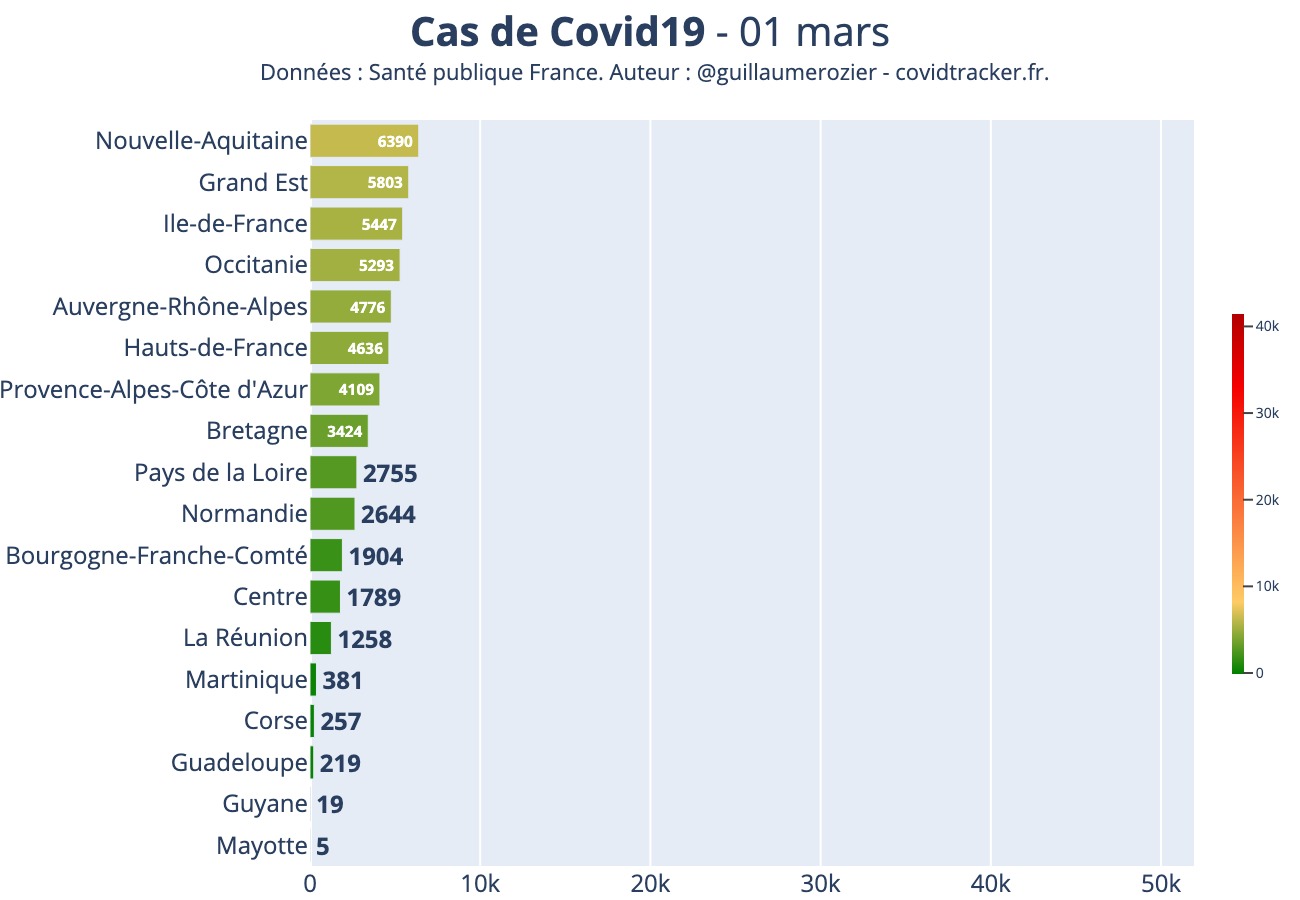 Cas de Covid19 - 01 mars
Données : Santé publique France. Auteur : @guillaumerozier - covidtracker.fr.
Nouvelle-Aquitaine 6390
Grand Est 5803
Ile-de-France 5447
Occitanie 5293
Auvergne-Rhône-Alpes 4776
Hauts-de-France 4636
Provence-Alpes-Côte d'Azur 4109
Bretagne 3424
Pays de la Loire 2755
Normandie 2644
Bourgogne-Franche-Comté 1904
Centre 1789
La Réunion 1258
Martinique 381
Corse 257
Guadeloupe 219
Guyane 19
Mayotte 5
0 10k 20k 30k 40k 50k
40k
30k
20k
10k
0